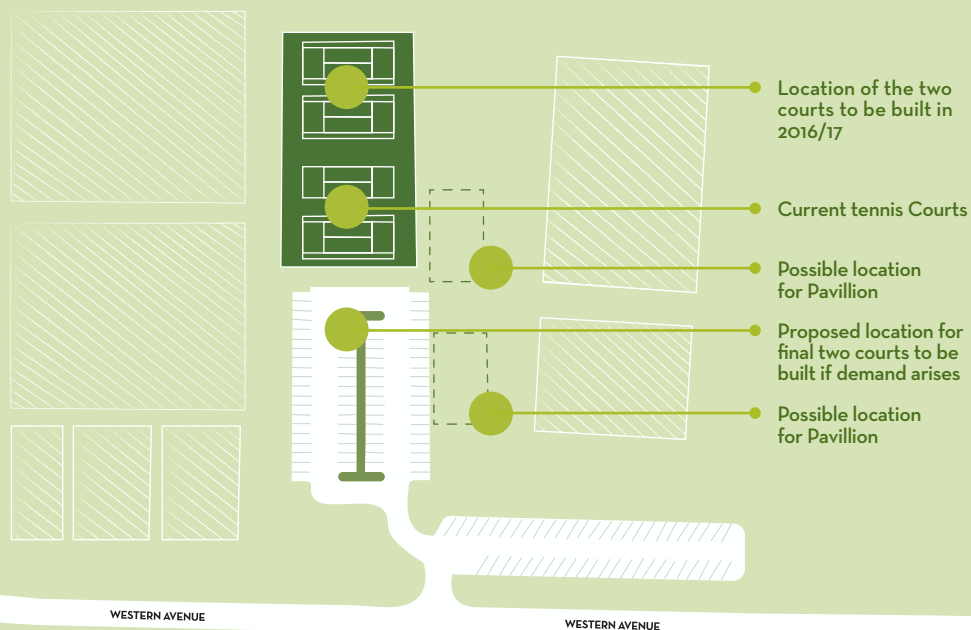 Location of the two
courts to be built in
2016/17
Current tennis Courts
Possible location
for Pavillion
Proposed location for
final two courts to be
built if demand arises
Possible location
for Pavillion
WESTERN AVENUE
WESTERN AVENUE